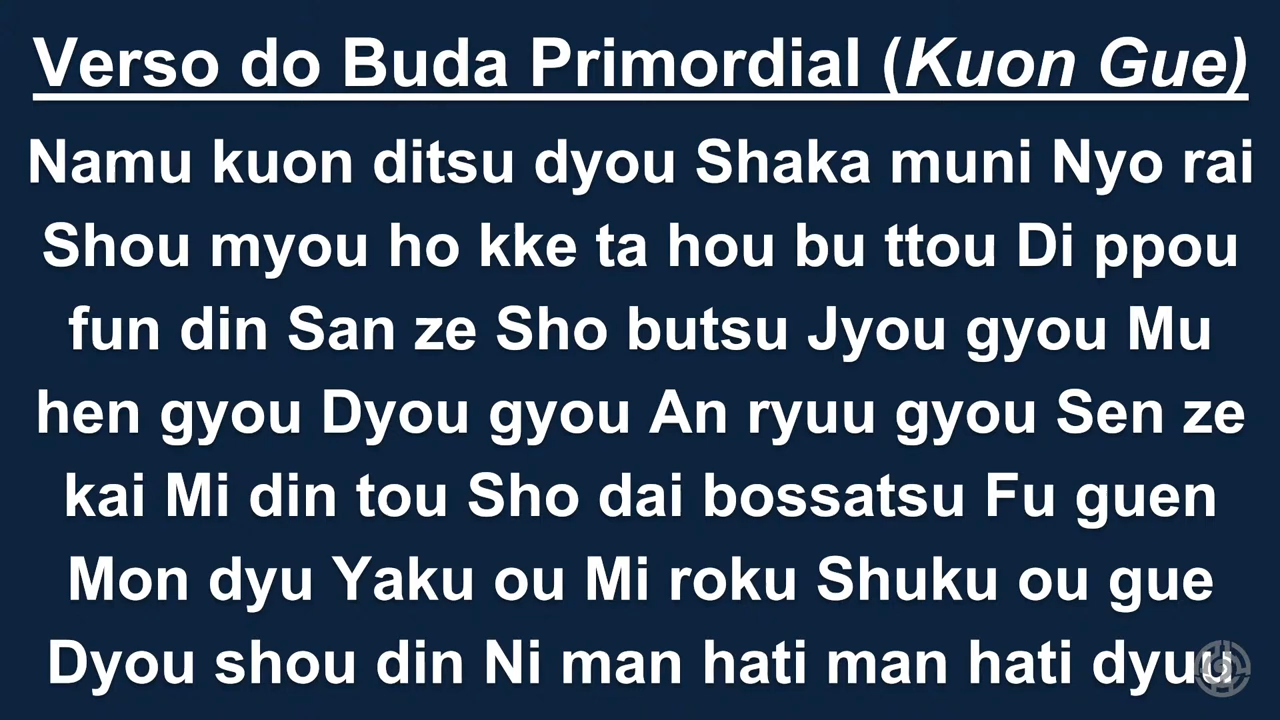 Verso do Buda Primordial (Kuon Gue)
Namu kuon ditsu dyou Shaka muni Nyo rai
Shou myou ho kke ta hou bu ttou Di ppou
fun din San ze Sho butsu Jyou gyou Mu
hen gyou Dyou gyou An ryuu gyou Sen ze
kai Mi din tou Sho dai bossatsu Fu guen
Mon dyu Yaku ou Mi roku Shuku ou gue
Dyou shou din Ni man hati man hati dyuu